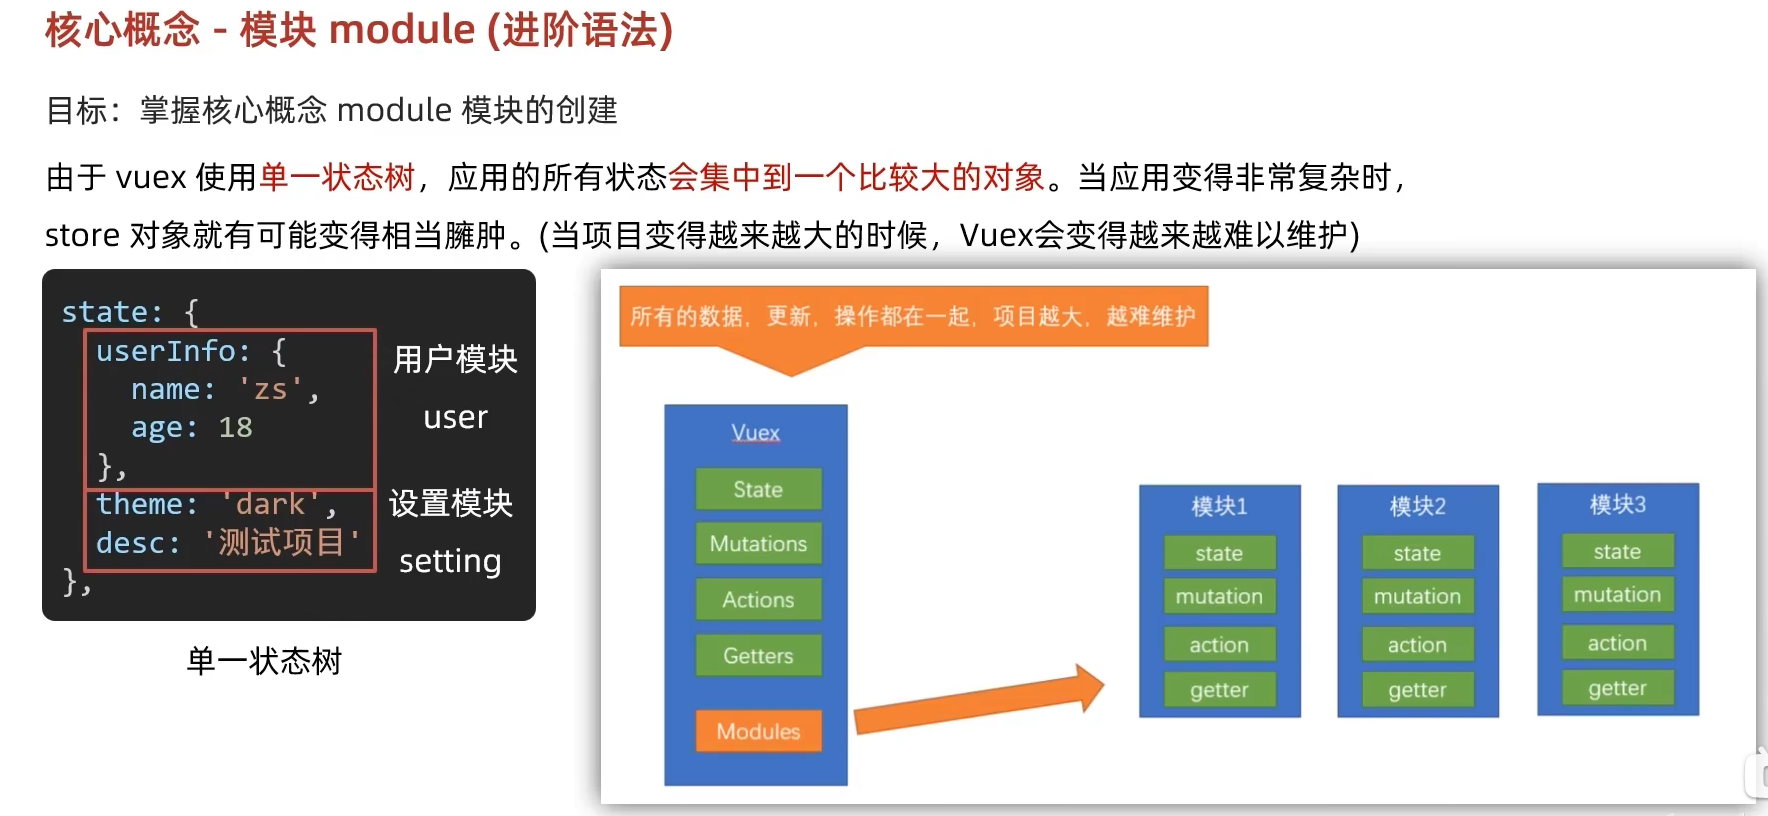 核心概念 - 模块 module (进阶语法)
目标：掌握核心概念 module 模块的创建
由于 vuex 使用单一状态树，应用的所有状态会集中到一个比较大的对象。当应用变得非常复杂时，
store 对象就有可能变得相当臃肿。(当项目变得越来越大的时候，Vuex会变得越来越难以维护)
state: {
userInfo: {
name: 'zs',
age: 18
},
theme: 'dark',
desc: '测试项目'
},
用户模块
user
设置模块
setting
单一状态树
所有的数据，更新，操作都在一起，项目越大，越难维护
Vuex
State
Mutations
Actions
Getters
Modules
模块1
state
mutation
action
getter
模块2
state
mutation
action
getter
模块3
state
mutation
action
getter